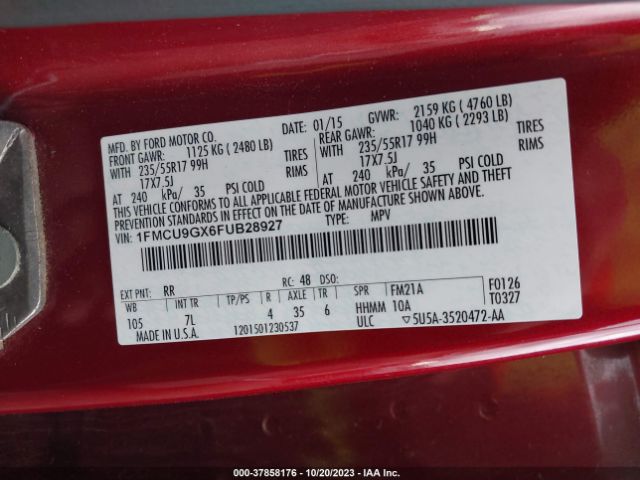 MFD. BY FORD MOTOR CO. DATE: 01/15 GVWR: 2159 KG ( 4760 LB)
FRONT GAWR: 1125 KG ( 2480 LB) REAR GAWR: 1040 KG ( 2293 LB)
WITH 235/55R17 99H TIRES WITH 235/55R17 99H TIRES
17X7.5J RIMS 17X7.5J RIMS
AT 240 kPa/ 35 PSI COLD AT 240 kPa/ 35 PSI COLD
THIS VEHICLE CONFORMS TO ALL APPLICABLE FEDERAL MOTOR VEHICLE SAFETY AND THEFT
PREVENTION STANDARDS IN EFFECT ON THE DATE OF MANUFACTURE SHOWN ABOVE.
VIN: 1FMCU9GX6FUB28927 TYPE: MPV
EXT PNT: RR RC: 48 DSO:
WB INT TR TP/PS R AXLE TR SPR FM21A F0126
105 7L 4 35 6 HHMM 10A T0327
MADE IN U.S.A. 1201501230537 ULC ▽5U5A-3520472-AA
000-37858176 - 10/20/2023 - IAA Inc.